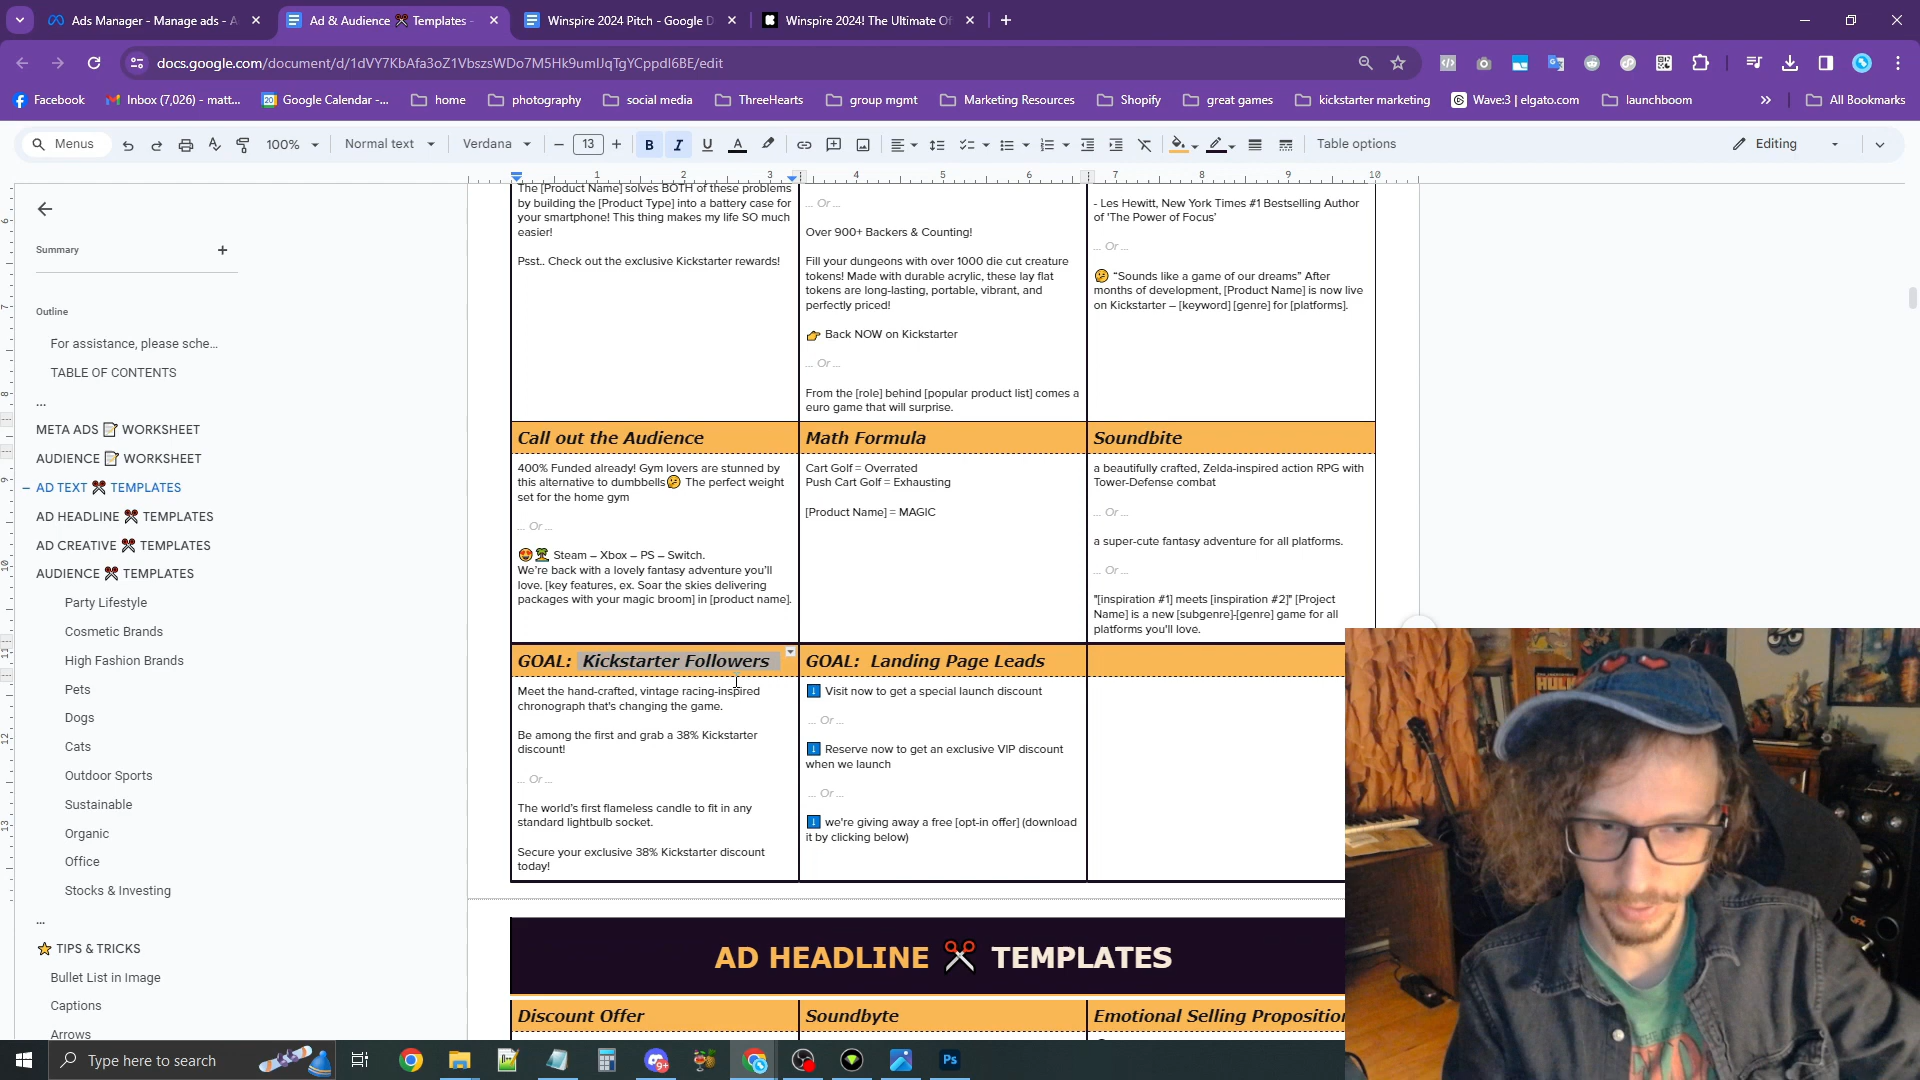 Ads Manager - Manage ads - A
Ad & Audience ✂ Templates -
Winspire 2024 Pitch - Google D
Winspire 2024! The Ultimate Of
docs.google.com/document/d/1dVY7KbAfa3oZ1VbszsWDo7M5Hk9umIJqTgYCppdI6BE/edit
Facebook
Inbox (7,026) - matt...
Google Calendar -...
home
photography
social media
ThreeHearts
group mgmt
Marketing Resources
Shopify
great games
kickstarter marketing
Wave:3 | elgato.com
launchboom
All Bookmarks
Menus
100%
Normal text
Verdana
13
Table options
Editing
1 2 3 4 5 6 7 8 9 10
Summary
Outline
For assistance, please sche...
TABLE OF CONTENTS
...
META ADS 📝 WORKSHEET
AUDIENCE 📝 WORKSHEET
AD TEXT ✂ TEMPLATES
AD HEADLINE ✂ TEMPLATES
AD CREATIVE ✂ TEMPLATES
AUDIENCE ✂ TEMPLATES
Party Lifestyle
Cosmetic Brands
High Fashion Brands
Pets
Dogs
Cats
Outdoor Sports
Sustainable
Organic
Office
Stocks & Investing
...
⭐ TIPS & TRICKS
Bullet List in Image
Captions
Arrows
The [Product Name] solves BOTH of these problems
by building the [Product Type] into a battery case for
your smartphone! This thing makes my life SO much
easier!
Psst.. Check out the exclusive Kickstarter rewards!
... Or ...
Over 900+ Backers & Counting!
Fill your dungeons with over 1000 die cut creature
tokens! Made with durable acrylic, these lay flat
tokens are long-lasting, portable, vibrant, and
perfectly priced!
👉 Back NOW on Kickstarter
... Or ...
From the [role] behind [popular product list] comes a
euro game that will surprise.
- Les Hewitt, New York Times #1 Bestselling Author
of 'The Power of Focus'
... Or ...
🤔 “Sounds like a game of our dreams” After
months of development, [Product Name] is now live
on Kickstarter – [keyword] [genre] for [platforms].
Call out the Audience
400% Funded already! Gym lovers are stunned by
this alternative to dumbbells🤔 The perfect weight
set for the home gym
... Or ...
😍🏝 Steam – Xbox – PS – Switch.
We’re back with a lovely fantasy adventure you’ll
love. [key features, ex. Soar the skies delivering
packages with your magic broom] in [product name].
Math Formula
Cart Golf = Overrated
Push Cart Golf = Exhausting
[Product Name] = MAGIC
Soundbite
a beautifully crafted, Zelda-inspired action RPG with
Tower-Defense combat
... Or ...
a super-cute fantasy adventure for all platforms.
... Or ...
"[inspiration #1] meets [inspiration #2]" [Project
Name] is a new [subgenre]-[genre] game for all
platforms you'll love.
GOAL: Kickstarter Followers
Meet the hand-crafted, vintage racing-inspired
chronograph that's changing the game.
Be among the first and grab a 38% Kickstarter
discount!
... Or ...
The world’s first flameless candle to fit in any
standard lightbulb socket.
Secure your exclusive 38% Kickstarter discount
today!
GOAL: Landing Page Leads
⬇ Visit now to get a special launch discount
... Or ...
⬇ Reserve now to get an exclusive VIP discount
when we launch
... Or ...
⬇ we're giving away a free [opt-in offer] (download
it by clicking below)
AD HEADLINE ✂ TEMPLATES
Discount Offer
Soundbyte
Emotional Selling Proposition
Type here to search
9+
Ps
HULK